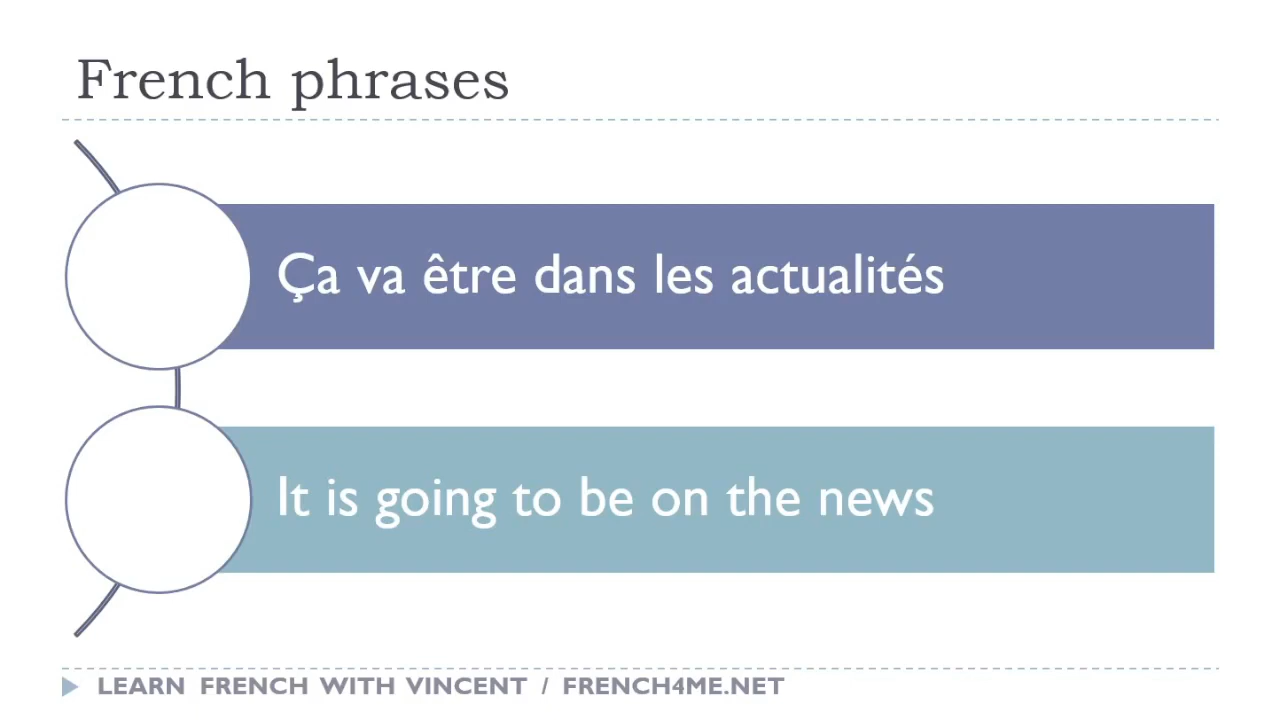 French phrases
Ça va être dans les actualités
It is going to be on the news
LEARN FRENCH WITH VINCENT / FRENCH4ME.NET